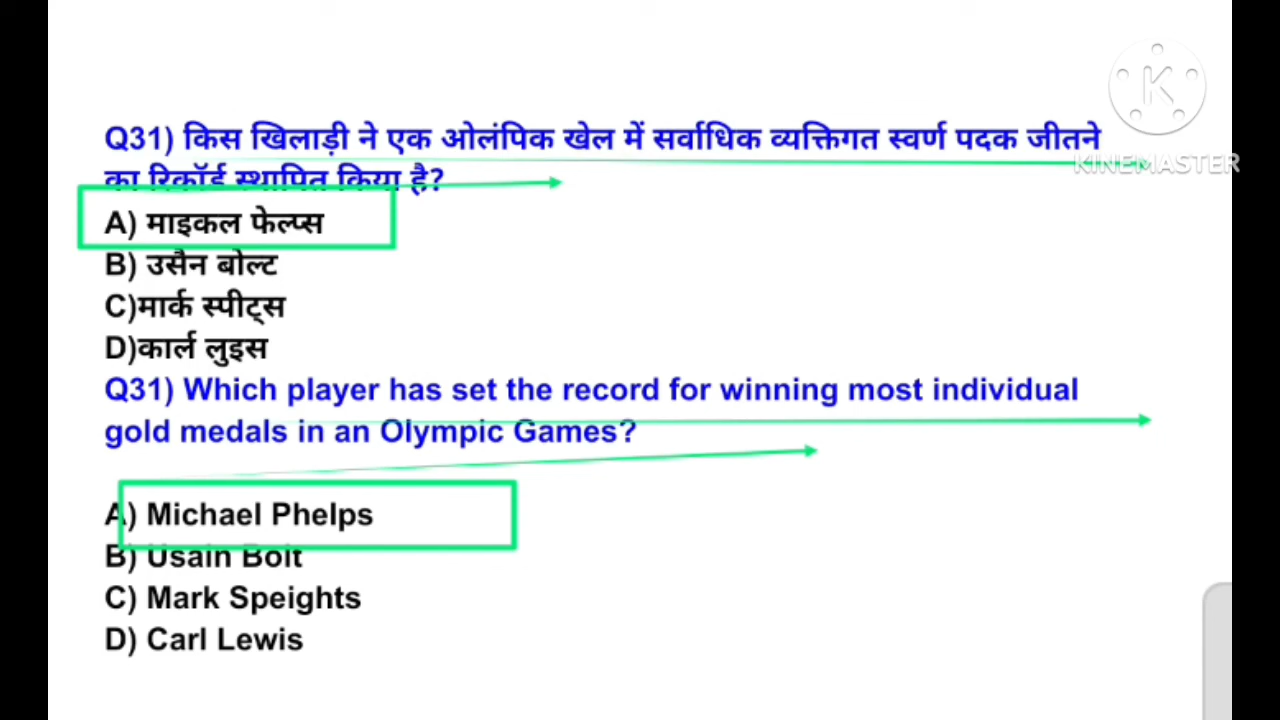 Q31) किस खिलाड़ी ने एक ओलंपिक खेल में सर्वाधिक व्यक्तिगत स्वर्ण पदक जीतने
का रिकॉर्ड स्थापित किया है?
A) माइकल फेल्प्स
B) उसैन बोल्ट
C)मार्क स्पीट्स
D)कार्ल लुइस
Q31) Which player has set the record for winning most individual
gold medals in an Olympic Games?
A) Michael Phelps
B) Usain Bolt
C) Mark Speights
D) Carl Lewis
K
KINEMASTER